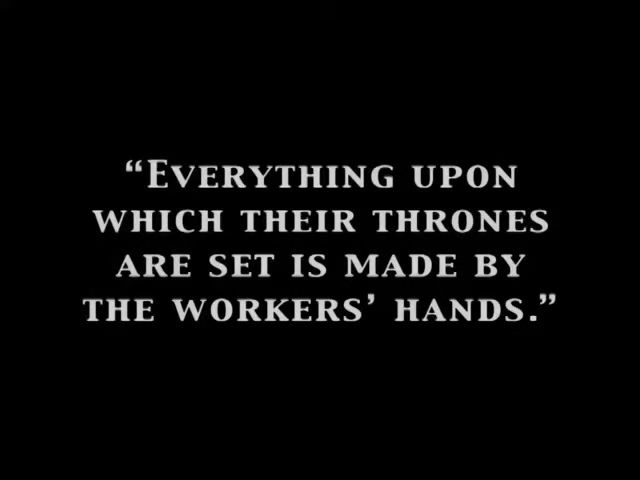 “Everything upon
which their thrones
are set is made by
the workers’ hands.”